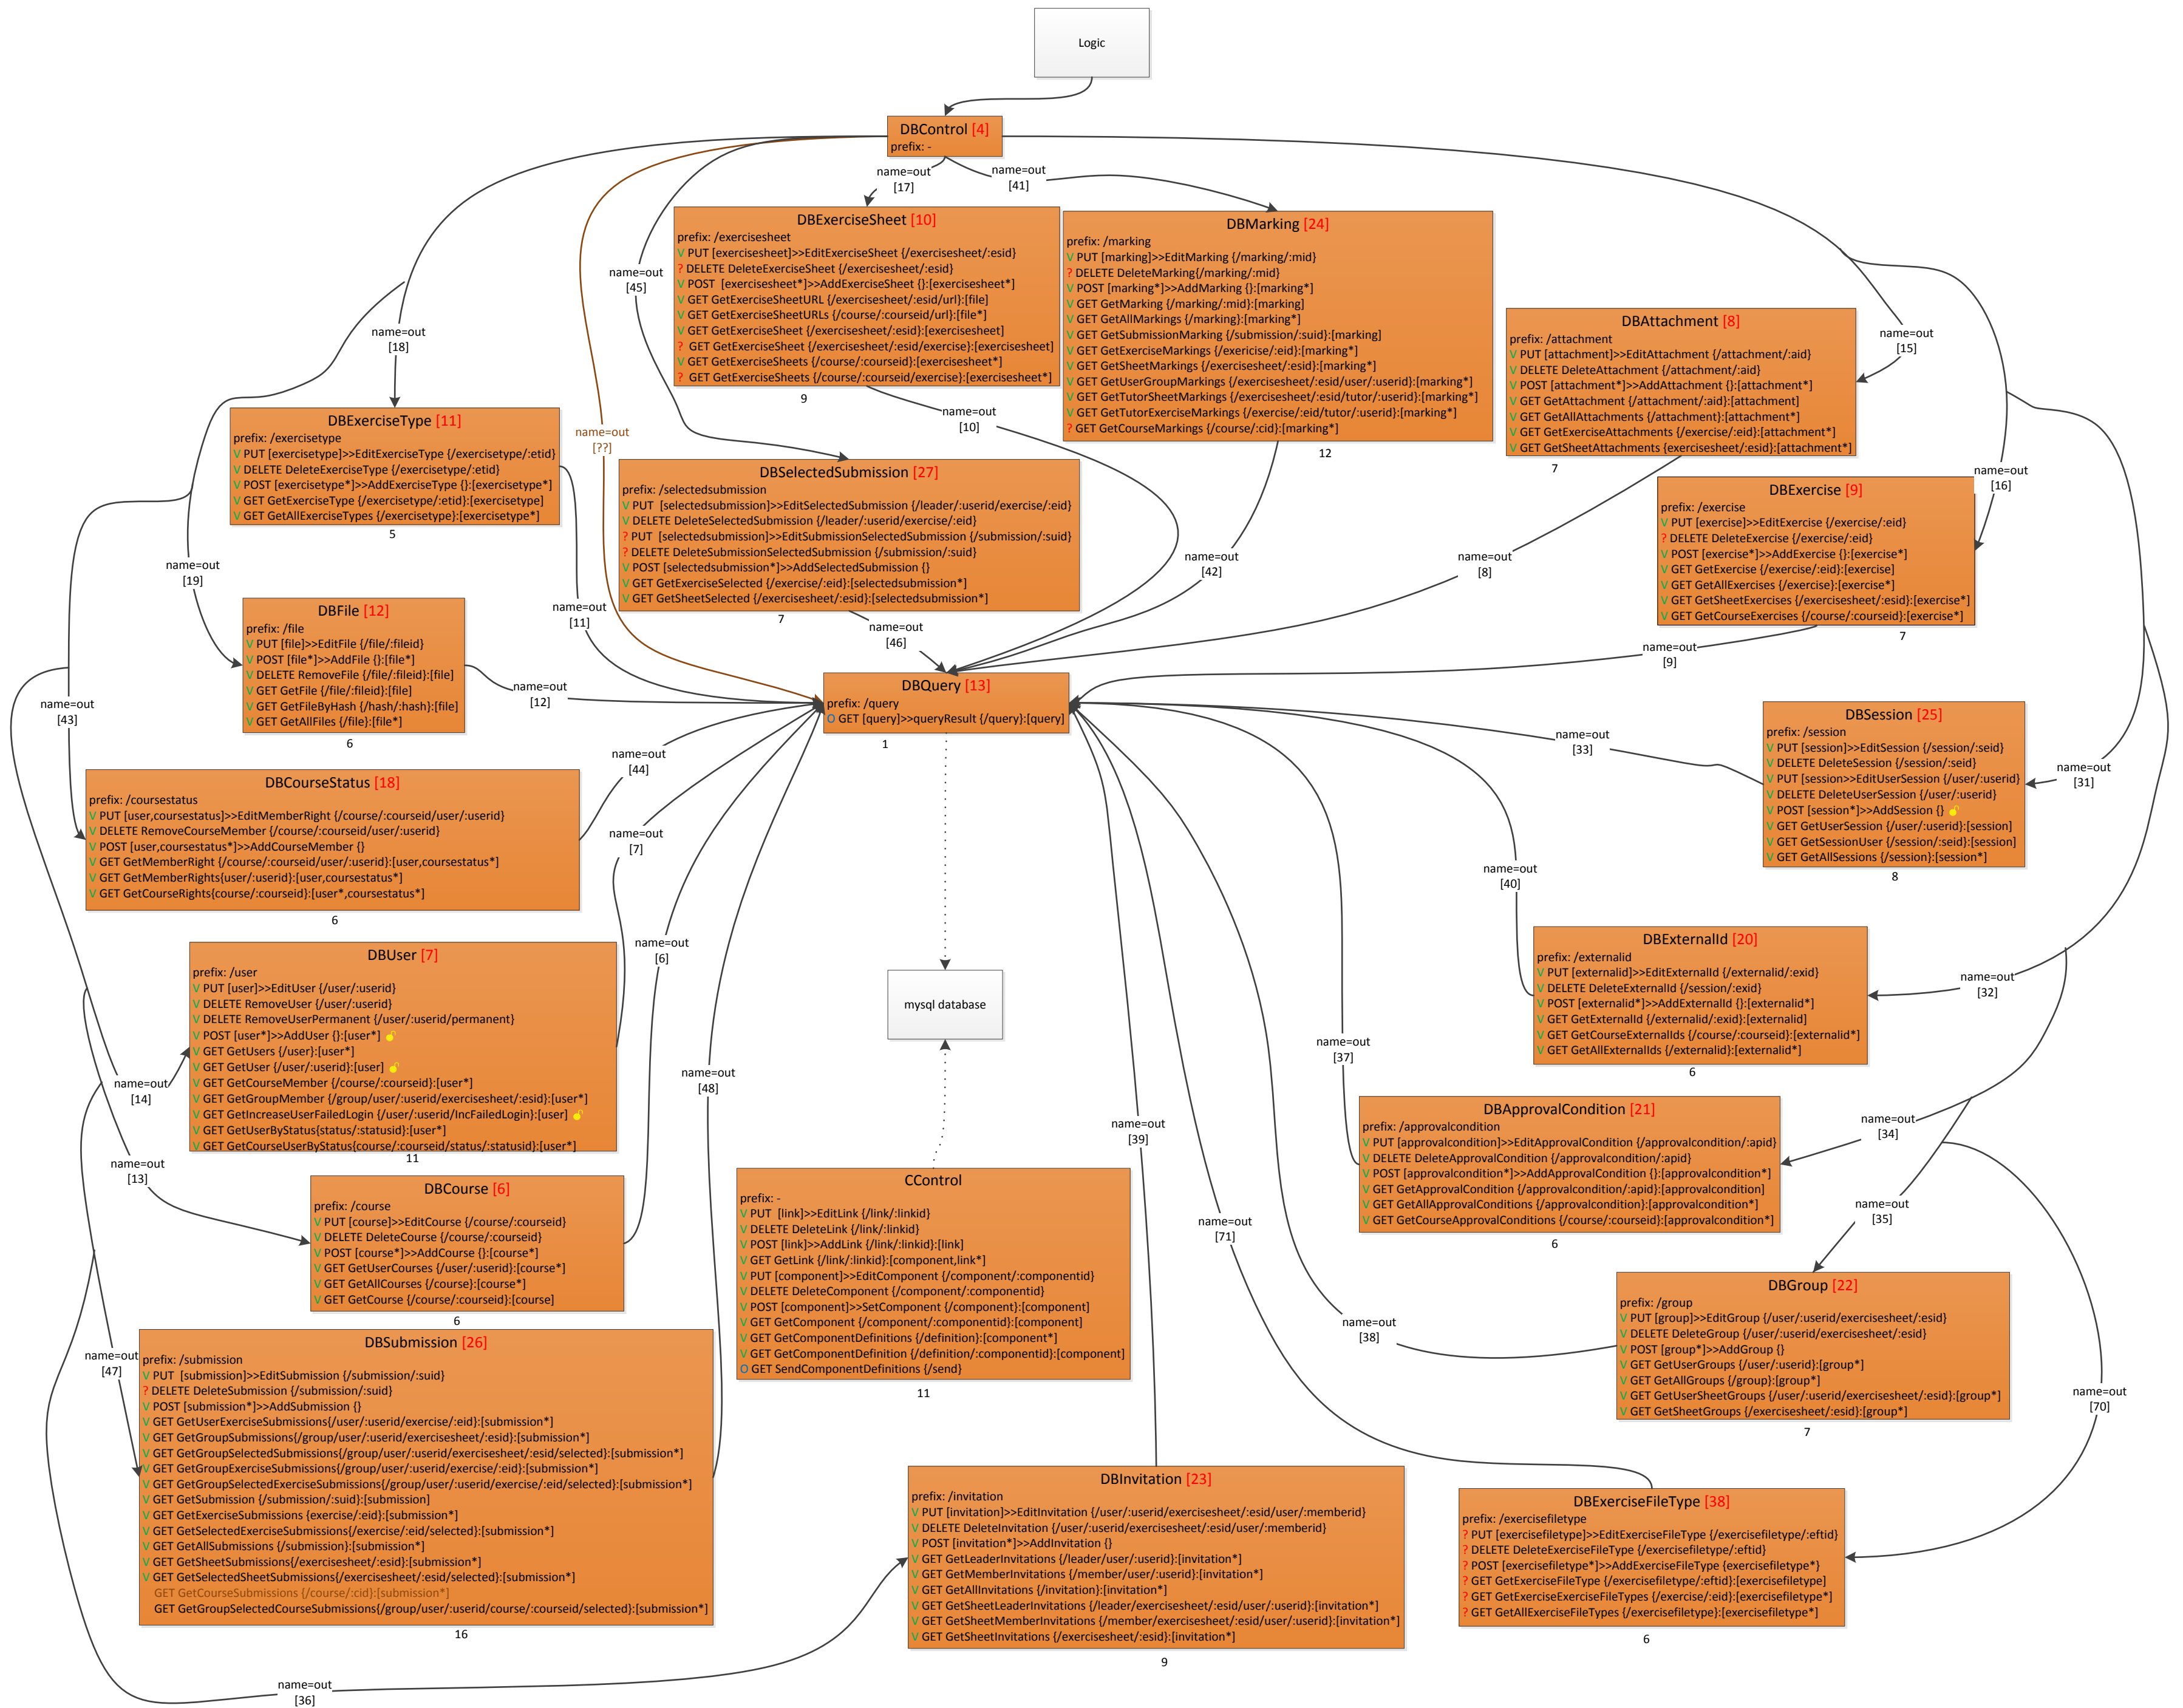 Logic
DBControl [4]
prefix: -
name=out
[17]
name=out
[41]
DBExerciseSheet [10]
prefix: /exercisesheet
V PUT [exercisesheet]>>EditExerciseSheet {/exercisesheet/:esid}
? DELETE DeleteExerciseSheet {/exercisesheet/:esid}
V POST  [exercisesheet*]>>AddExerciseSheet {}:[exercisesheet*]
V GET GetExerciseSheetURL {/exercisesheet/:esid/url}:[file]
V GET GetExerciseSheetURLs {/course/:courseid/url}:[file*]
V GET GetExerciseSheet {/exercisesheet/:esid}:[exercisesheet]
?  GET GetExerciseSheet {/exercisesheet/:esid/exercise}:[exercisesheet]
V GET GetExerciseSheets {/course/:courseid}:[exercisesheet*]
?  GET GetExerciseSheets {/course/:courseid/exercise}:[exercisesheet*]
9
DBMarking [24]
prefix: /marking
V PUT [marking]>>EditMarking {/marking/:mid}
? DELETE DeleteMarking{/marking/:mid}
V POST [marking*]>>AddMarking {}:[marking*]
V GET GetMarking {/marking/:mid}:[marking]
V GET GetAllMarkings {/marking}:[marking*]
V GET GetSubmissionMarking {/submission/:suid}:[marking]
V GET GetExerciseMarkings {/exericise/:eid}:[marking*]
V GET GetSheetMarkings {/exercisesheet/:esid}:[marking*]
V GET GetUserGroupMarkings {/exercisesheet/:esid/user/:userid}:[marking*]
V GET GetTutorSheetMarkings {/exercisesheet/:esid/tutor/:userid}:[marking*]
V GET GetTutorExerciseMarkings {/exercise/:eid/tutor/:userid}:[marking*]
? GET GetCourseMarkings {/course/:cid}:[marking*]
12
name=out
[45]
name=out
[18]
name=out
[15]
DBAttachment [8]
prefix: /attachment
V PUT [attachment]>>EditAttachment {/attachment/:aid}
V DELETE DeleteAttachment {/attachment/:aid}
V POST [attachment*]>>AddAttachment {}:[attachment*]
V GET GetAttachment {/attachment/:aid}:[attachment]
V GET GetAllAttachments {/attachment}:[attachment*]
V GET GetExerciseAttachments {/exercise/:eid}:[attachment*]
V GET GetSheetAttachments {exercisesheet/:esid}:[attachment*]
7
DBExerciseType [11]
prefix: /exercisetype
V PUT [exercisetype]>>EditExerciseType {/exercisetype/:etid}
V DELETE DeleteExerciseType {/exercisetype/:etid}
V POST [exercisetype*]>>AddExerciseType {}:[exercisetype*]
V GET GetExerciseType {/exercisetype/:etid}:[exercisetype]
V GET GetAllExerciseTypes {/exercisetype}:[exercisetype*]
5
name=out
[??]
name=out
[10]
DBSelectedSubmission [27]
prefix: /selectedsubmission
V PUT  [selectedsubmission]>>EditSelectedSubmission {/leader/:userid/exercise/:eid}
V DELETE DeleteSelectedSubmission {/leader/:userid/exercise/:eid}
? PUT  [selectedsubmission]>>EditSubmissionSelectedSubmission {/submission/:suid}
? DELETE DeleteSubmissionSelectedSubmission {/submission/:suid}
V POST [selectedsubmission*]>>AddSelectedSubmission {}
V GET GetExerciseSelected {/exercise/:eid}:[selectedsubmission*]
V GET GetSheetSelected {/exercisesheet/:esid}:[selectedsubmission*]
7
name=out
[16]
DBExercise [9]
prefix: /exercise
V PUT [exercise]>>EditExercise {/exercise/:eid}
? DELETE DeleteExercise {/exercise/:eid}
V POST [exercise*]>>AddExercise {}:[exercise*]
V GET GetExercise {/exercise/:eid}:[exercise]
V GET GetAllExercises {/exercise}:[exercise*]
V GET GetSheetExercises {/exercisesheet/:esid}:[exercise*]
V GET GetCourseExercises {/course/:courseid}:[exercise*]
7
name=out
[19]
name=out
[11]
name=out
[46]
name=out
[42]
name=out
[8]
name=out
[9]
DBFile [12]
prefix: /file
V PUT [file]>>EditFile {/file/:fileid}
V POST [file*]>>AddFile {}:[file*]
V DELETE RemoveFile {/file/:fileid}:[file]
V GET GetFile {/file/:fileid}:[file]
V GET GetFileByHash {/hash/:hash}:[file]
V GET GetAllFiles {/file}:[file*]
6
name=out
[12]
name=out
[43]
DBQuery [13]
prefix: /query
O GET [query]>>queryResult {/query}:[query]
1
name=out
[33]
DBSession [25]
prefix: /session
V PUT [session]>>EditSession {/session/:seid}
V DELETE DeleteSession {/session/:seid}
V PUT [session>>EditUserSession {/user/:userid}
V DELETE DeleteUserSession {/user/:userid}
V POST [session*]>>AddSession {}
V GET GetUserSession {/user/:userid}:[session]
V GET GetSessionUser {/session/:seid}:[session]
V GET GetAllSessions {/session}:[session*]
8
name=out
[31]
DBCourseStatus [18]
prefix: /coursestatus
V PUT [user,coursestatus]>>EditMemberRight {/course/:courseid/user/:userid}
V DELETE RemoveCourseMember {/course/:courseid/user/:userid}
V POST [user,coursestatus*]>>AddCourseMember {}
V GET GetMemberRight {/course/:courseid/user/:userid}:[user,coursestatus*]
V GET GetMemberRights{user/:userid}:[user,coursestatus*]
V GET GetCourseRights{course/:courseid}:[user*,coursestatus*]
6
name=out
[44]
name=out
[7]
name=out
[40]
DBUser [7]
prefix: /user
V PUT [user]>>EditUser {/user/:userid}
V DELETE RemoveUser {/user/:userid}
V DELETE RemoveUserPermanent {/user/:userid/permanent}
V POST [user*]>>AddUser {}:[user*]
V GET GetUsers {/user}:[user*]
V GET GetUser {/user/:userid}:[user]
V GET GetCourseMember {/course/:courseid}:[user*]
V GET GetGroupMember {/group/user/:userid/exercisesheet/:esid}:[user*]
V GET GetIncreaseUserFailedLogin {/user/:userid/IncFailedLogin}:[user]
V GET GetUserByStatus{status/:statusid}:[user*]
V GET GetCourseUserByStatus{course/:courseid/status/:statusid}:[user*]
11
name=out
[6]
mysql database
DBExternalId [20]
prefix: /externalid
V PUT [externalid]>>EditExternalId {/externalid/:exid}
V DELETE DeleteExternalId {/session/:exid}
V POST [externalid*]>>AddExternalId {}:[externalid*]
V GET GetExternalId {/externalid/:exid}:[externalid]
V GET GetCourseExternalIds {/course/:courseid}:[externalid*]
V GET GetAllExternalIds {/externalid}:[externalid*]
6
name=out
[32]
name=out
[14]
name=out
[48]
name=out
[37]
name=out
[39]
name=out
[34]
DBApprovalCondition [21]
prefix: /approvalcondition
V PUT [approvalcondition]>>EditApprovalCondition {/approvalcondition/:apid}
V DELETE DeleteApprovalCondition {/approvalcondition/:apid}
V POST [approvalcondition*]>>AddApprovalCondition {}:[approvalcondition*]
V GET GetApprovalCondition {/approvalcondition/:apid}:[approvalcondition]
V GET GetAllApprovalConditions {/approvalcondition}:[approvalcondition*]
V GET GetCourseApprovalConditions {/course/:courseid}:[approvalcondition*]
6
name=out
[13]
DBCourse [6]
prefix: /course
V PUT [course]>>EditCourse {/course/:courseid}
V DELETE DeleteCourse {/course/:courseid}
V POST [course*]>>AddCourse {}:[course*]
V GET GetUserCourses {/user/:userid}:[course*]
V GET GetAllCourses {/course}:[course*]
V GET GetCourse {/course/:courseid}:[course]
6
CControl
prefix: -
V PUT  [link]>>EditLink {/link/:linkid}
V DELETE DeleteLink {/link/:linkid}
V POST [link]>>AddLink {/link/:linkid}:[link]
V GET GetLink {/link/:linkid}:[component,link*]
V PUT [component]>>EditComponent {/component/:componentid}
V DELETE DeleteComponent {/component/:componentid}
V POST [component]>>SetComponent {/component}:[component]
V GET GetComponent {/component/:componentid}:[component]
V GET GetComponentDefinitions {/definition}:[component*]
V GET GetComponentDefinition {/definition/:componentid}:[component]
O GET SendComponentDefinitions {/send}
11
name=out
[71]
name=out
[35]
name=out
[38]
DBGroup [22]
prefix: /group
V PUT [group]>>EditGroup {/user/:userid/exercisesheet/:esid}
V DELETE DeleteGroup {/user/:userid/exercisesheet/:esid}
V POST [group*]>>AddGroup {}
V GET GetUserGroups {/user/:userid}:[group*]
V GET GetAllGroups {/group}:[group*]
V GET GetUserSheetGroups {/user/:userid/exercisesheet/:esid}:[group*]
V GET GetSheetGroups {/exercisesheet/:esid}:[group*]
7
name=out
[70]
name=out
[47]
DBSubmission [26]
prefix: /submission
V PUT  [submission]>>EditSubmission {/submission/:suid}
? DELETE DeleteSubmission {/submission/:suid}
V POST [submission*]>>AddSubmission {}
V GET GetUserExerciseSubmissions{/user/:userid/exercise/:eid}:[submission*]
V GET GetGroupSubmissions{/group/user/:userid/exercisesheet/:esid}:[submission*]
V GET GetGroupSelectedSubmissions{/group/user/:userid/exercisesheet/:esid/selected}:[submission*]
V GET GetGroupExerciseSubmissions{/group/user/:userid/exercise/:eid}:[submission*]
V GET GetGroupSelectedExerciseSubmissions{/group/user/:userid/exercise/:eid/selected}:[submission*]
V GET GetSubmission {/submission/:suid}:[submission]
V GET GetExerciseSubmissions {exercise/:eid}:[submission*]
V GET GetSelectedExerciseSubmissions{/exercise/:eid/selected}:[submission*]
V GET GetAllSubmissions {/submission}:[submission*]
V GET GetSheetSubmissions{/exercisesheet/:esid}:[submission*]
V GET GetSelectedSheetSubmissions{/exercisesheet/:esid/selected}:[submission*]
GET GetCourseSubmissions {/course/:cid}:[submission*]
GET GetGroupSelectedCourseSubmissions{/group/user/:userid/course/:courseid/selected}:[submission*]
16
DBInvitation [23]
prefix: /invitation
V PUT [invitation]>>EditInvitation {/user/:userid/exercisesheet/:esid/user/:memberid}
V DELETE DeleteInvitation {/user/:userid/exercisesheet/:esid/user/:memberid}
V POST [invitation*]>>AddInvitation {}
V GET GetLeaderInvitations {/leader/user/:userid}:[invitation*]
V GET GetMemberInvitations {/member/user/:userid}:[invitation*]
V GET GetAllInvitations {/invitation}:[invitation*]
V GET GetSheetLeaderInvitations {/leader/exercisesheet/:esid/user/:userid}:[invitation*]
V GET GetSheetMemberInvitations {/member/exercisesheet/:esid/user/:userid}:[invitation*]
V GET GetSheetInvitations {/exercisesheet/:esid}:[invitation*]
9
DBExerciseFileType [38]
prefix: /exercisefiletype
? PUT [exercisefiletype]>>EditExerciseFileType {/exercisefiletype/:eftid}
? DELETE DeleteExerciseFileType {/exercisefiletype/:eftid}
? POST [exercisefiletype*]>>AddExerciseFileType {exercisefiletype*}
? GET GetExerciseFileType {/exercisefiletype/:eftid}:[exercisefiletype]
? GET GetExerciseExerciseFileTypes {/exercise/:eid}:[exercisefiletype*]
? GET GetAllExerciseFileTypes {/exercisefiletype}:[exercisefiletype*]
6
name=out
[36]